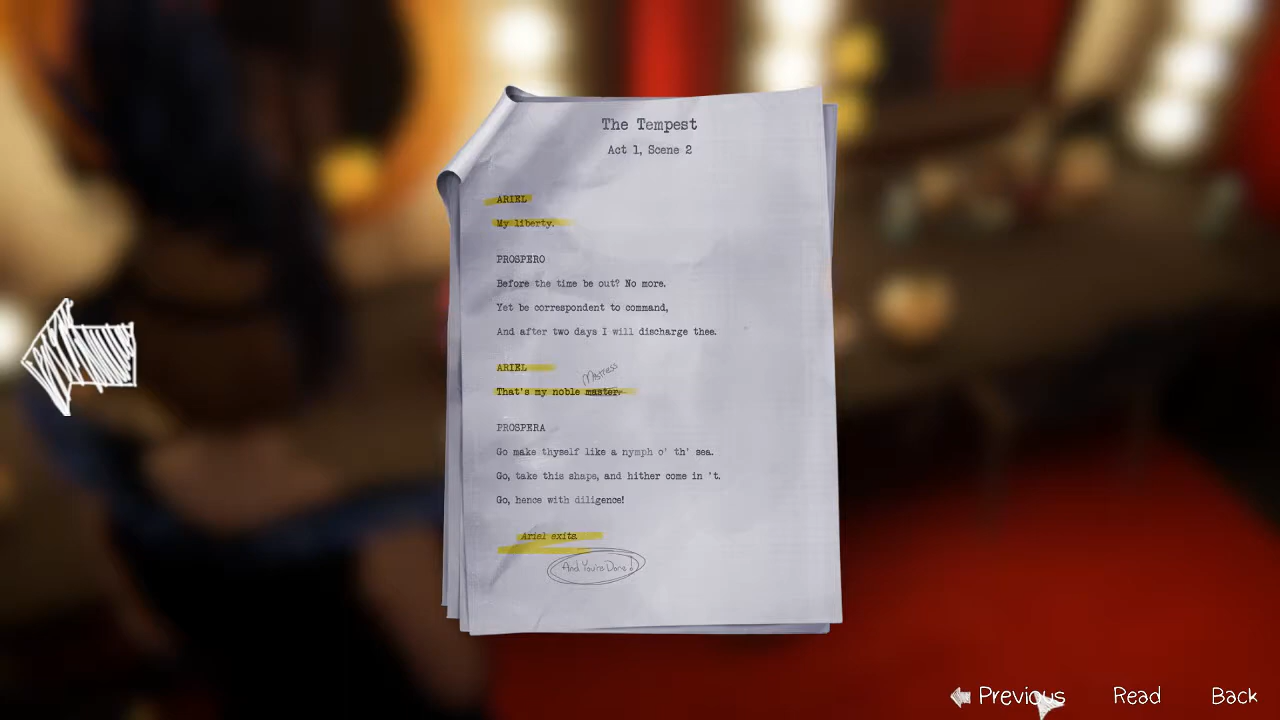 The Tempest
Act 1, Scene 2
ARIEL
My liberty.
PROSPERO
Before the time be out? No more.
Yet be correspondent to command,
And after two days I will discharge thee.
ARIEL
Mistress
That's my noble master.
PROSPERA
Go make thyself like a nymph o' th' sea.
Go, take this shape, and hither come in 't.
Go, hence with diligence!
Ariel exits.
And You're Done!
Previous Read Back